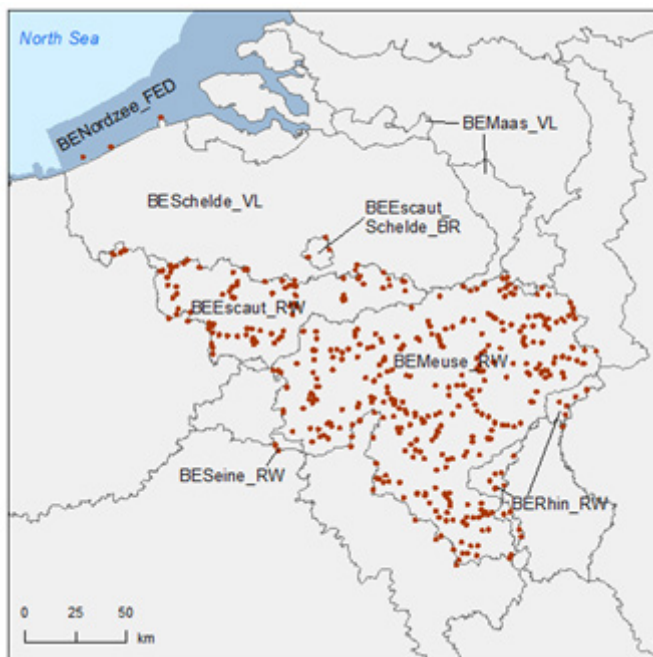 North Sea
BENordzee_FED
BEMaas_VL
BESchelde_VL
BEEscaut_
Schelde_BR
BEEscaut_RW
BEMeuse_RW
BESeine_RW
BERhin_RW
0 25 50
km